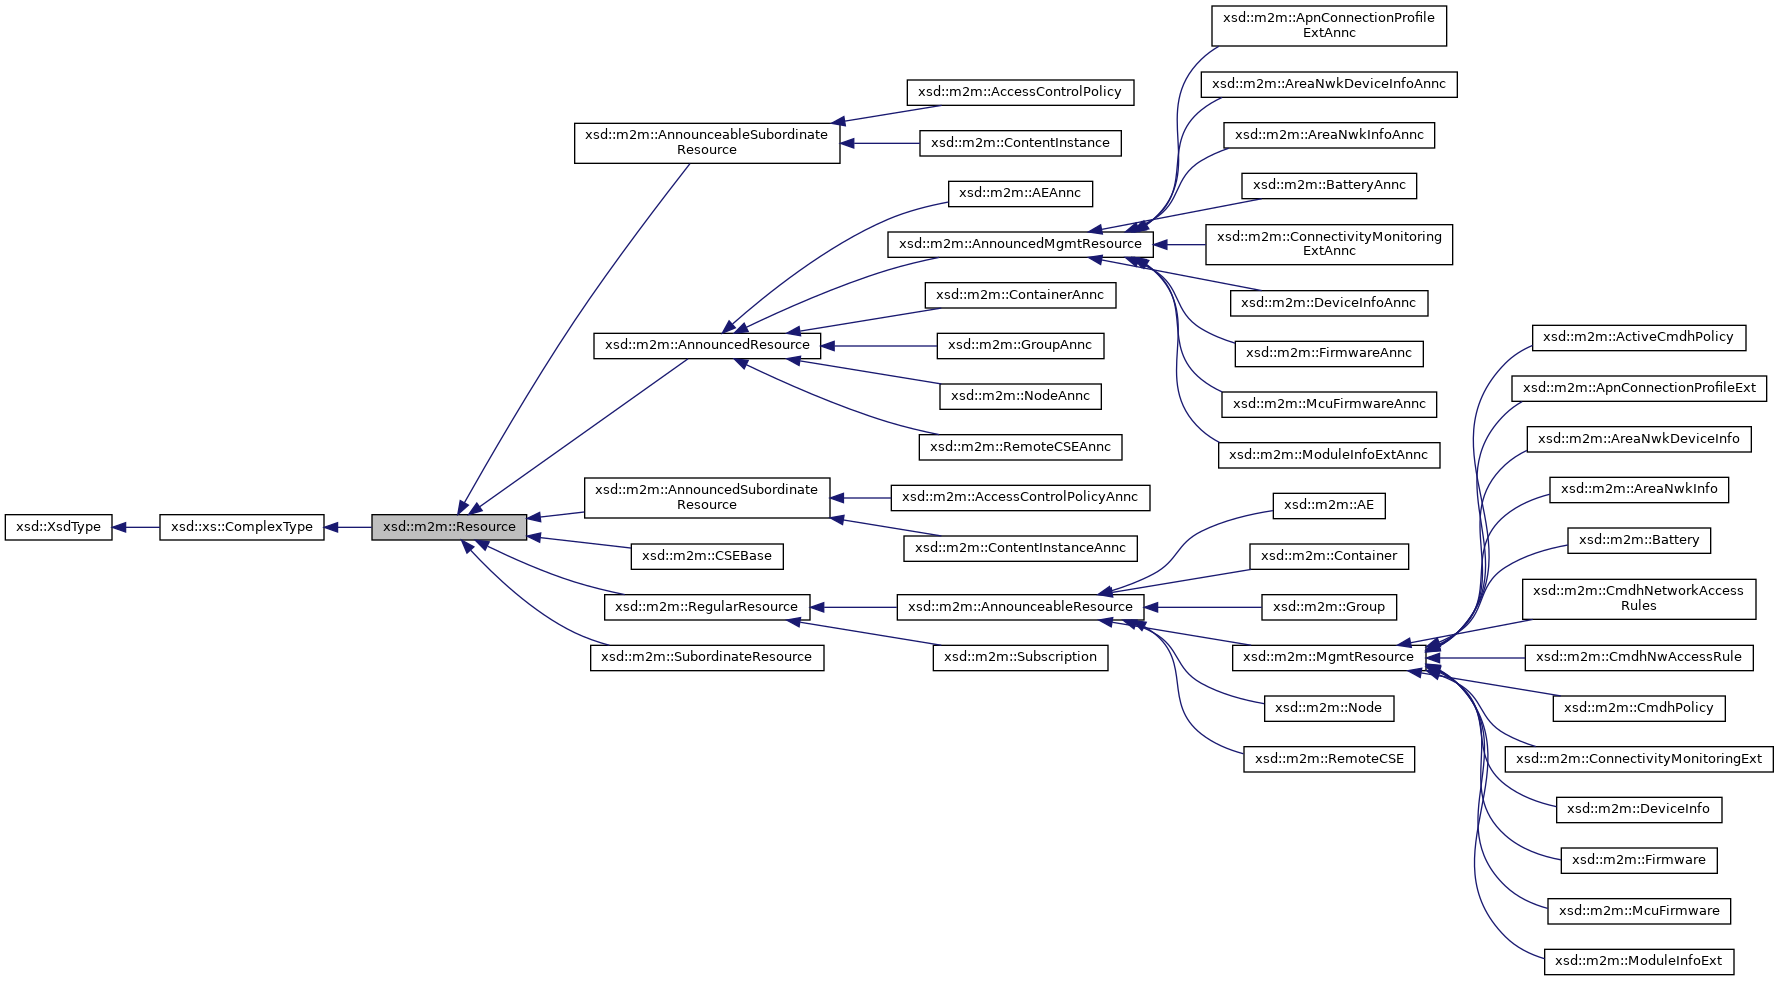 xsd::XsdType
xsd::xs::ComplexType
xsd::m2m::Resource
xsd::m2m::AnnounceableSubordinate
Resource
xsd::m2m::AnnouncedResource
xsd::m2m::AnnouncedSubordinate
Resource
xsd::m2m::CSEBase
xsd::m2m::RegularResource
xsd::m2m::SubordinateResource
xsd::m2m::AccessControlPolicy
xsd::m2m::ContentInstance
xsd::m2m::AEAnnc
xsd::m2m::AnnouncedMgmtResource
xsd::m2m::ContainerAnnc
xsd::m2m::GroupAnnc
xsd::m2m::NodeAnnc
xsd::m2m::RemoteCSEAnnc
xsd::m2m::AccessControlPolicyAnnc
xsd::m2m::ContentInstanceAnnc
xsd::m2m::AnnounceableResource
xsd::m2m::Subscription
xsd::m2m::ApnConnectionProfile
ExtAnnc
xsd::m2m::AreaNwkDeviceInfoAnnc
xsd::m2m::AreaNwkInfoAnnc
xsd::m2m::BatteryAnnc
xsd::m2m::ConnectivityMonitoring
ExtAnnc
xsd::m2m::DeviceInfoAnnc
xsd::m2m::FirmwareAnnc
xsd::m2m::McuFirmwareAnnc
xsd::m2m::ModuleInfoExtAnnc
xsd::m2m::AE
xsd::m2m::Container
xsd::m2m::Group
xsd::m2m::MgmtResource
xsd::m2m::Node
xsd::m2m::RemoteCSE
xsd::m2m::ActiveCmdhPolicy
xsd::m2m::ApnConnectionProfileExt
xsd::m2m::AreaNwkDeviceInfo
xsd::m2m::AreaNwkInfo
xsd::m2m::Battery
xsd::m2m::CmdhNetworkAccess
Rules
xsd::m2m::CmdhNwAccessRule
xsd::m2m::CmdhPolicy
xsd::m2m::ConnectivityMonitoringExt
xsd::m2m::DeviceInfo
xsd::m2m::Firmware
xsd::m2m::McuFirmware
xsd::m2m::ModuleInfoExt